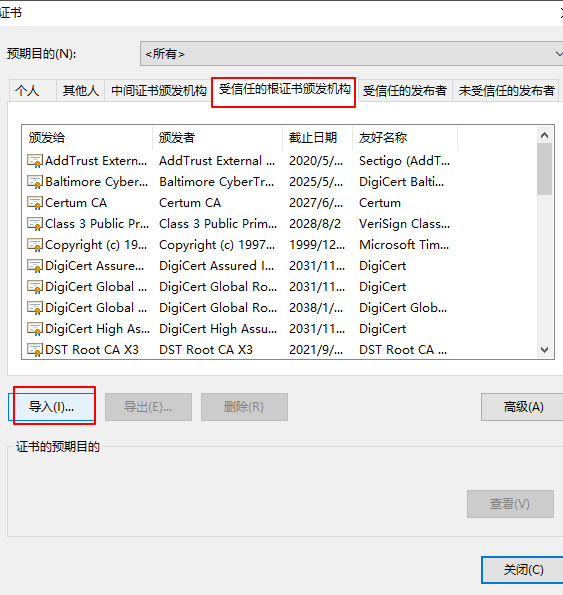 证书
预期目的(N): <所有>
个人 其他人 中间证书颁发机构 受信任的根证书颁发机构 受信任的发布者 未受信任的发布者
颁发给 颁发者 截止日期 友好名称
AddTrust Extern... AddTrust External ... 2020/5/... Sectigo (AddT...
Baltimore Cyber... Baltimore CyberTr... 2025/5/... DigiCert Balti...
Certum CA Certum CA 2027/6/... Certum
Class 3 Public Pr... Class 3 Public Prim... 2028/8/2 VeriSign Class...
Copyright (c) 19... Copyright (c) 1997... 1999/12... Microsoft Tim...
DigiCert Assure... DigiCert Assured I... 2031/11... DigiCert
DigiCert Global ... DigiCert Global Ro... 2031/11... DigiCert
DigiCert Global ... DigiCert Global Ro... 2038/1/... DigiCert Glob...
DigiCert High As... DigiCert High Assu... 2031/11... DigiCert
DST Root CA X3 DST Root CA X3 2021/9/... DST Root CA ...
导入(I)... 导出(E)... 删除(R) 高级(A)
证书的预期目的
查看(V)
关闭(C)